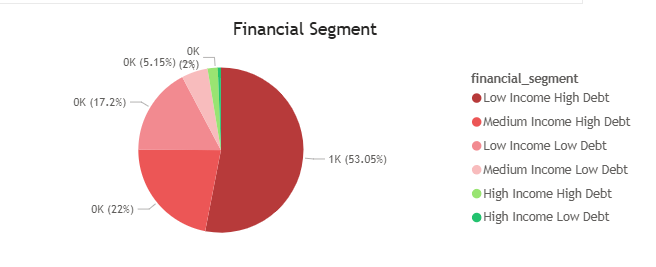 Financial Segment
0K
(2%)
0K (5.15%)
0K (17.2%)
0K (22%)
1K (53.05%)
financial_segment
Low Income High Debt
Medium Income High Debt
Low Income Low Debt
Medium Income Low Debt
High Income High Debt
High Income Low Debt